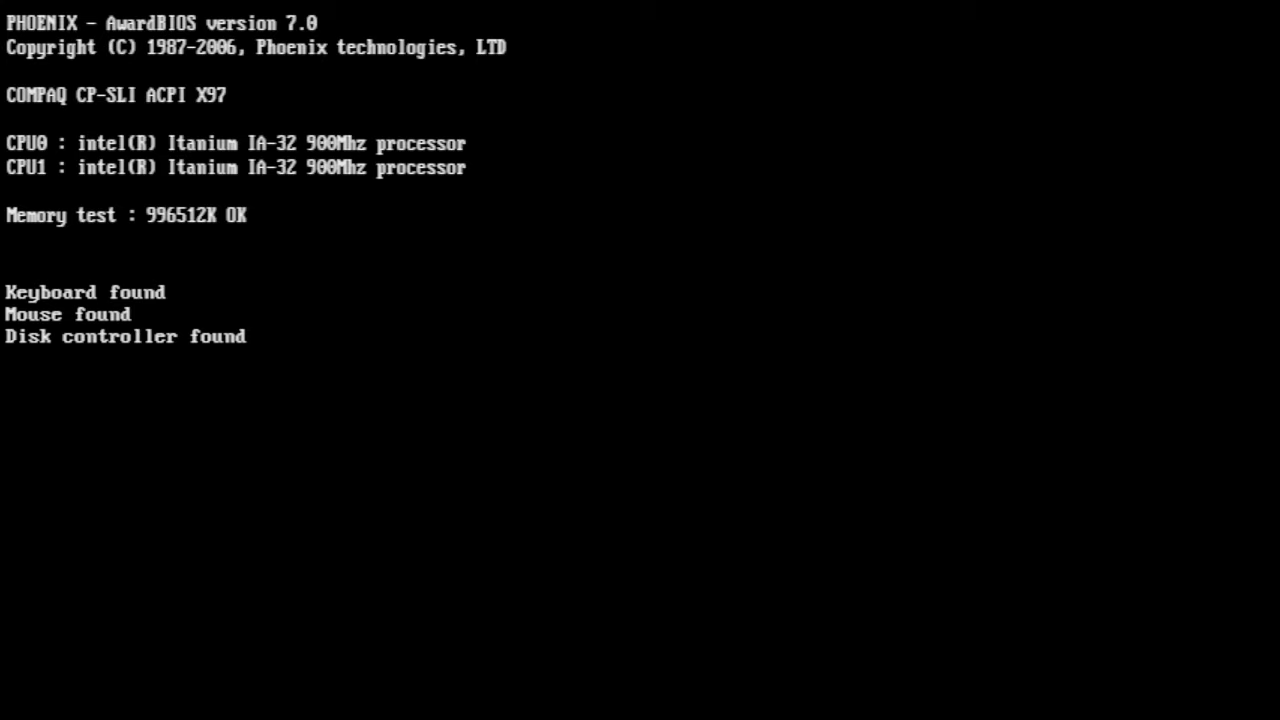 PHOENIX - AwardBIOS version 7.0
Copyright (C) 1987-2006, Phoenix technologies, LTD
COMPAQ CP-SLI ACPI X97
CPU0 : intel(R) Itanium IA-32 900Mhz processor
CPU1 : intel(R) Itanium IA-32 900Mhz processor
Memory test : 996512K OK
Keyboard found
Mouse found
Disk controller found